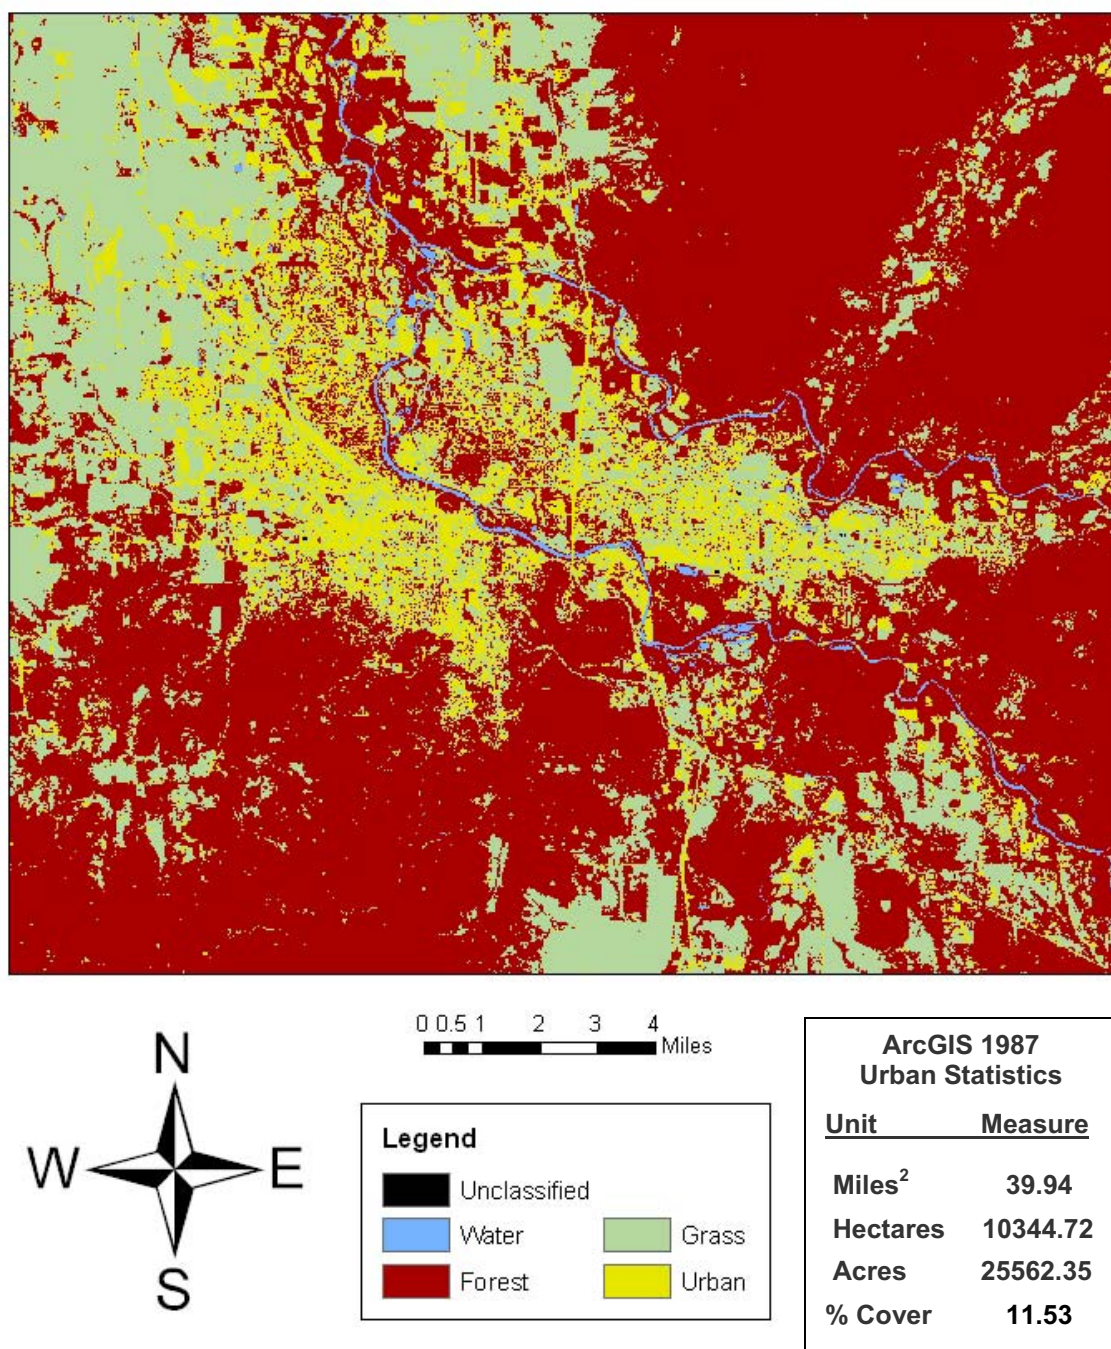 0 0.5 1 2 3 4
Miles
N
W E
S
Legend
Unclassified
Water Grass
Forest Urban
ArcGIS 1987
Urban Statistics
Unit Measure
Miles² 39.94
Hectares 10344.72
Acres 25562.35
% Cover 11.53